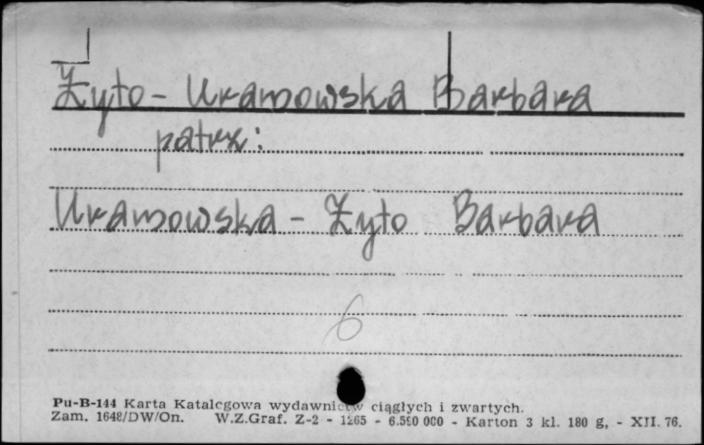 Żyto - Uramowska Barbara
patrz:
Uramowska - Żyto Barbara
6
Pu-B-144 Karta Katalogowa wydawnictw ciągłych i zwartych.
Zam. 1648/DW/On. W.Z.Graf. Z-2 - 1265 - 6.500 000 - Karton 3 kl. 180 g, - XII. 76.